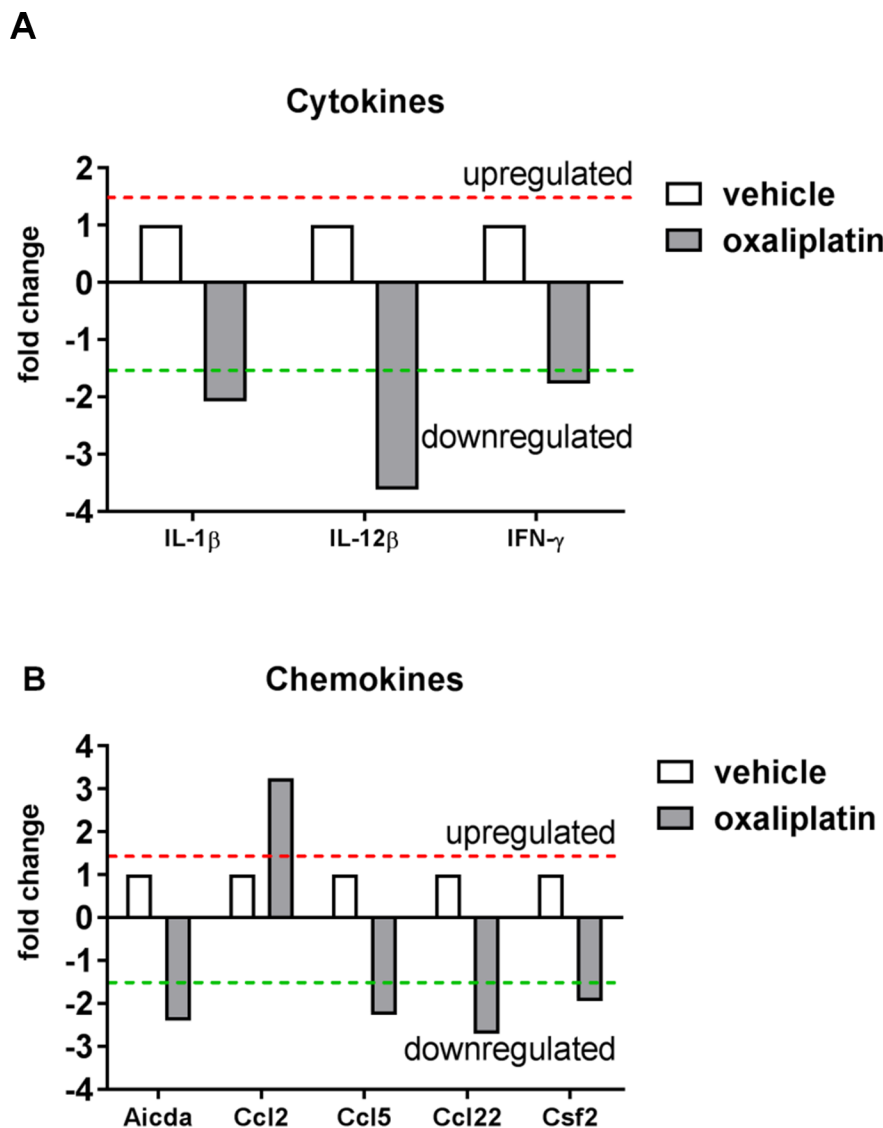 A
Cytokines
2
1
0
-1
-2
-3
-4
fold change
upregulated
downregulated
vehicle
oxaliplatin
IL-1β
IL-12β
IFN-γ
B
Chemokines
4
3
2
1
0
-1
-2
-3
-4
fold change
upregulated
downregulated
vehicle
oxaliplatin
Aicda
Ccl2
Ccl5
Ccl22
Csf2